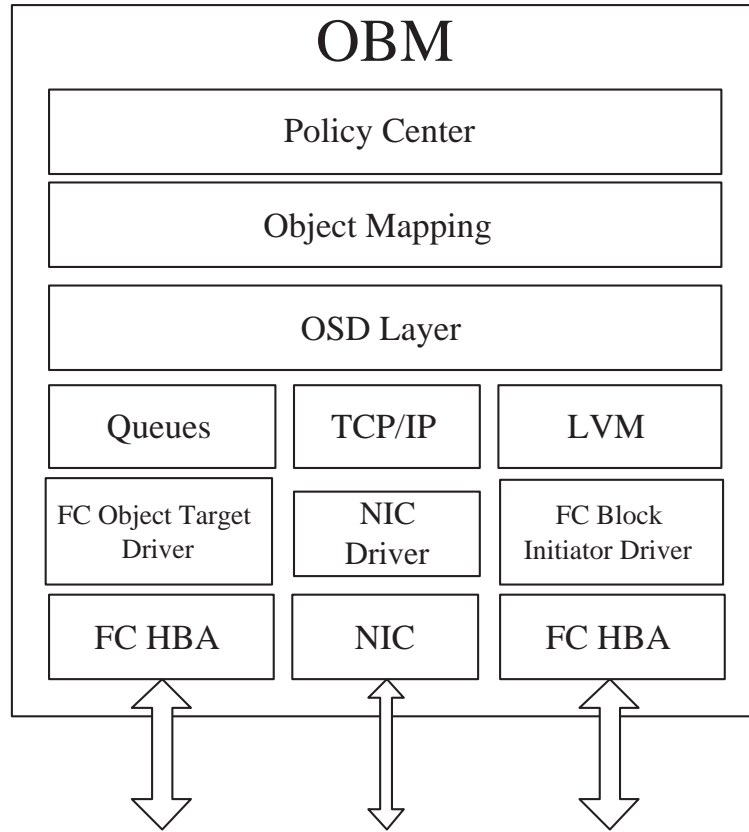 OBM
Policy Center
Object Mapping
OSD Layer
Queues
TCP/IP
LVM
FC Object Target
Driver
NIC
Driver
FC Block
Initiator Driver
FC HBA
NIC
FC HBA